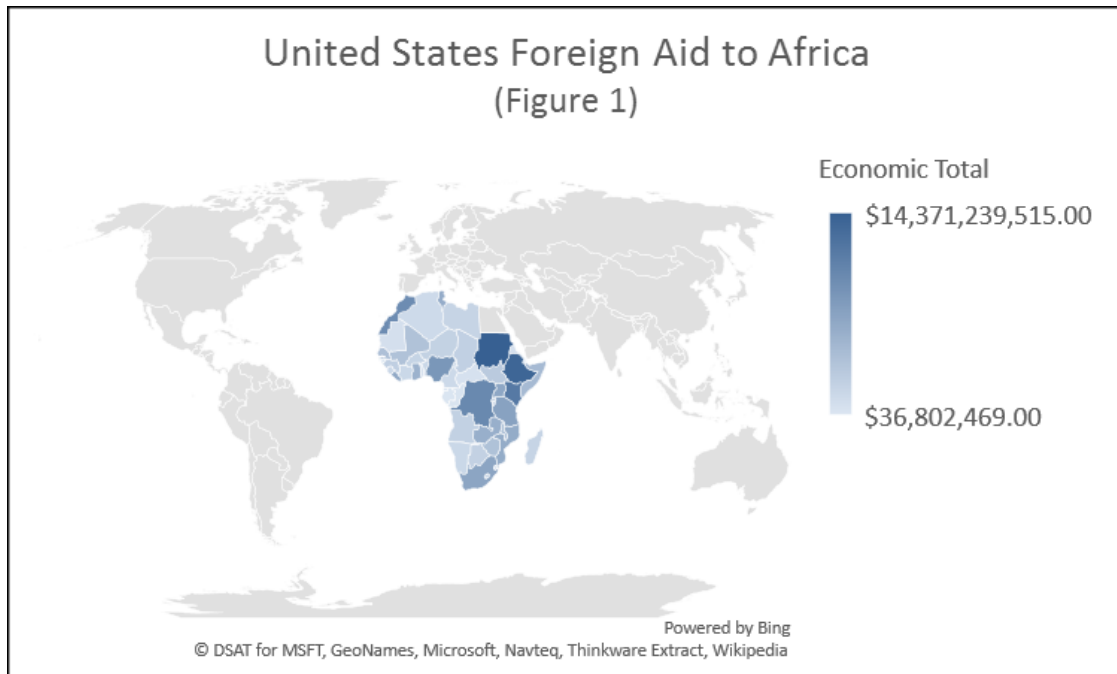 United States Foreign Aid to Africa
(Figure 1)
Economic Total
$14,371,239,515.00
$36,802,469.00
Powered by Bing
© DSAT for MSFT, GeoNames, Microsoft, Navteq, Thinkware Extract, Wikipedia